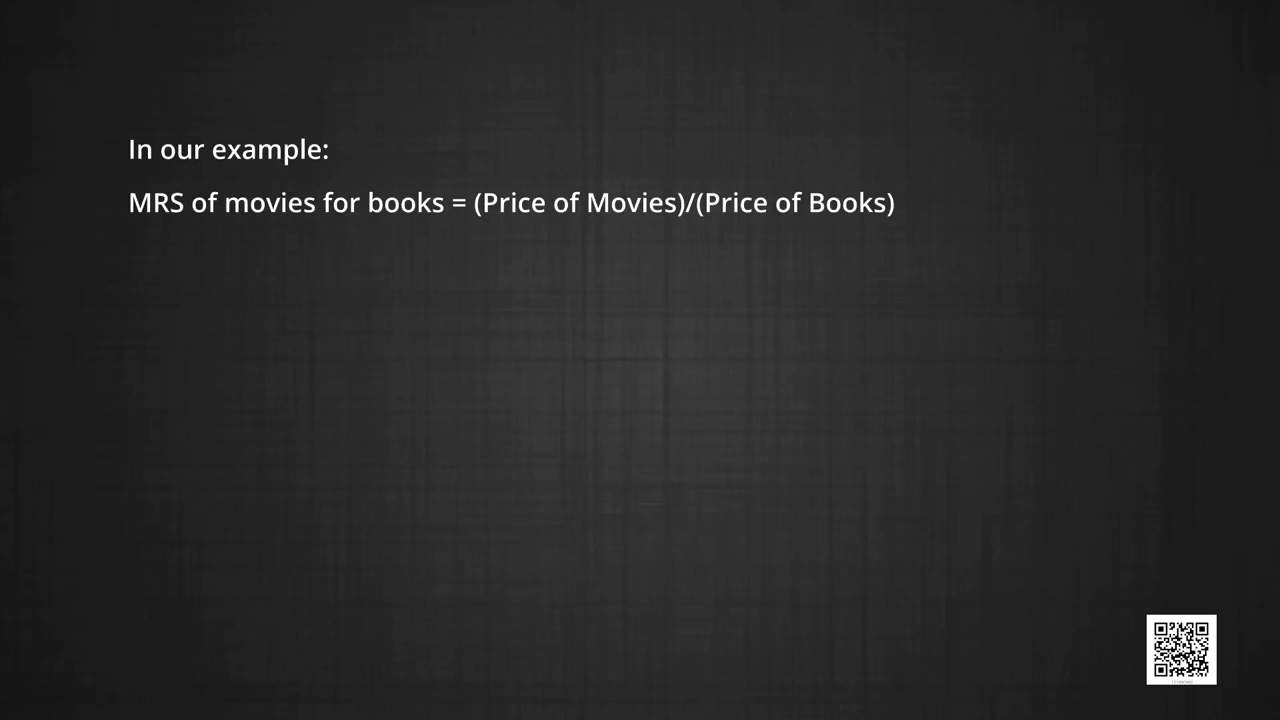 In our example:
MRS of movies for books = (Price of Movies)/(Price of Books)